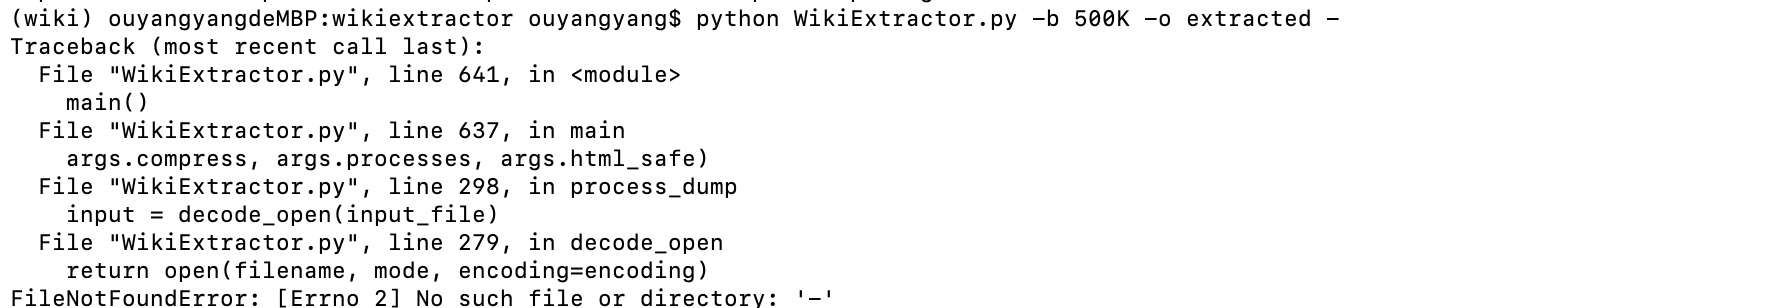 (wiki) ouyangyangdeMBP:wikiextractor ouyangyang$ python WikiExtractor.py -b 500K -o extracted -
Traceback (most recent call last):
  File "WikiExtractor.py", line 641, in <module>
    main()
  File "WikiExtractor.py", line 637, in main
    args.compress, args.processes, args.html_safe)
  File "WikiExtractor.py", line 298, in process_dump
    input = decode_open(input_file)
  File "WikiExtractor.py", line 279, in decode_open
    return open(filename, mode, encoding=encoding)
FileNotFoundError: [Errno 2] No such file or directory: '-'